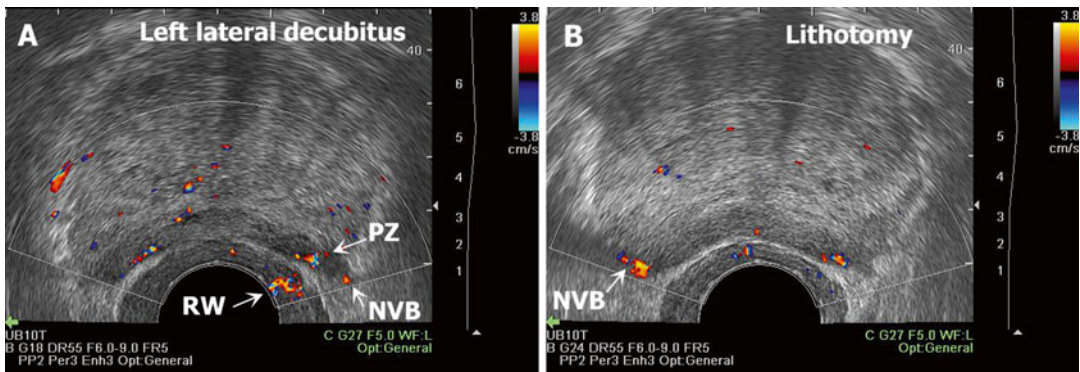 A
Left lateral decubitus
3.8
40
6
-3.8
cm/s
5
4
3
PZ
2
1
RW
NVB
UB10T
B G18 DR55 F6.0-9.0 FR5
PP2 Per3 Enh3 Opt:General
C G27 F5.0 WF:L
Opt:General
B
Lithotomy
3.8
40
6
-3.8
cm/s
5
4
3
2
1
NVB
UB10T
B G24 DR55 F6.0-9.0 FR5
PP2 Per3 Enh3 Opt:General
C G27 F5.0 WF:L
Opt:General